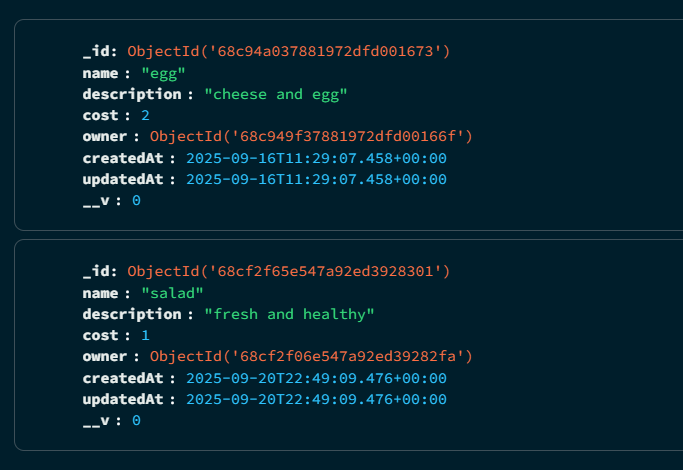 _id: ObjectId('68c94a037881972dfd001673')
name : "egg"
description : "cheese and egg"
cost : 2
owner : ObjectId('68c949f37881972dfd00166f')
createdAt : 2025-09-16T11:29:07.458+00:00
updatedAt : 2025-09-16T11:29:07.458+00:00
__v : 0
_id: ObjectId('68cf2f65e547a92ed3928301')
name : "salad"
description : "fresh and healthy"
cost : 1
owner : ObjectId('68cf2f06e547a92ed39282fa')
createdAt : 2025-09-20T22:49:09.476+00:00
updatedAt : 2025-09-20T22:49:09.476+00:00
__v : 0